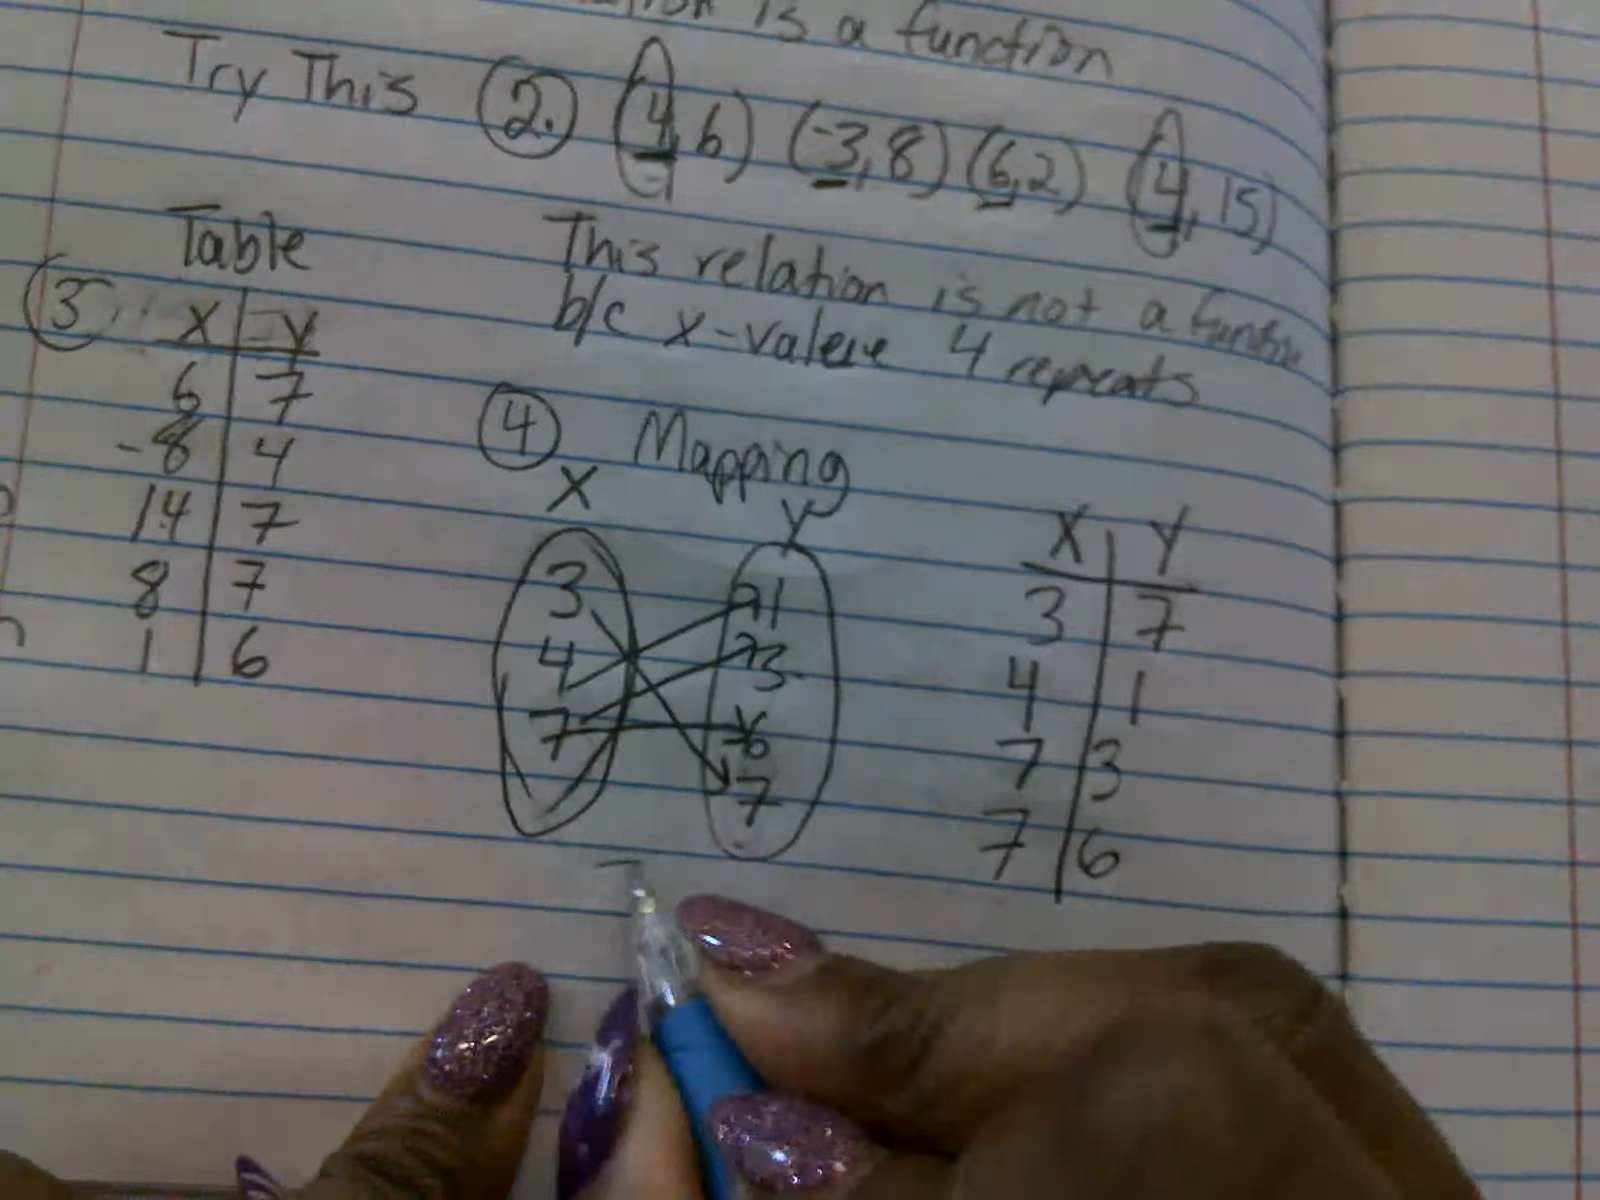 is a function
Try This 2. (4,6) (-3,8) (6,2) (4,15)
This relation is not a function
b/c x-value 4 repeats
Table
3.
X Y
6 7
-8 4
14 7
8 7
1 6
4 Mapping
X Y
3 1
4 3
7 6
7
X Y
3 7
4 1
7 3
7 6